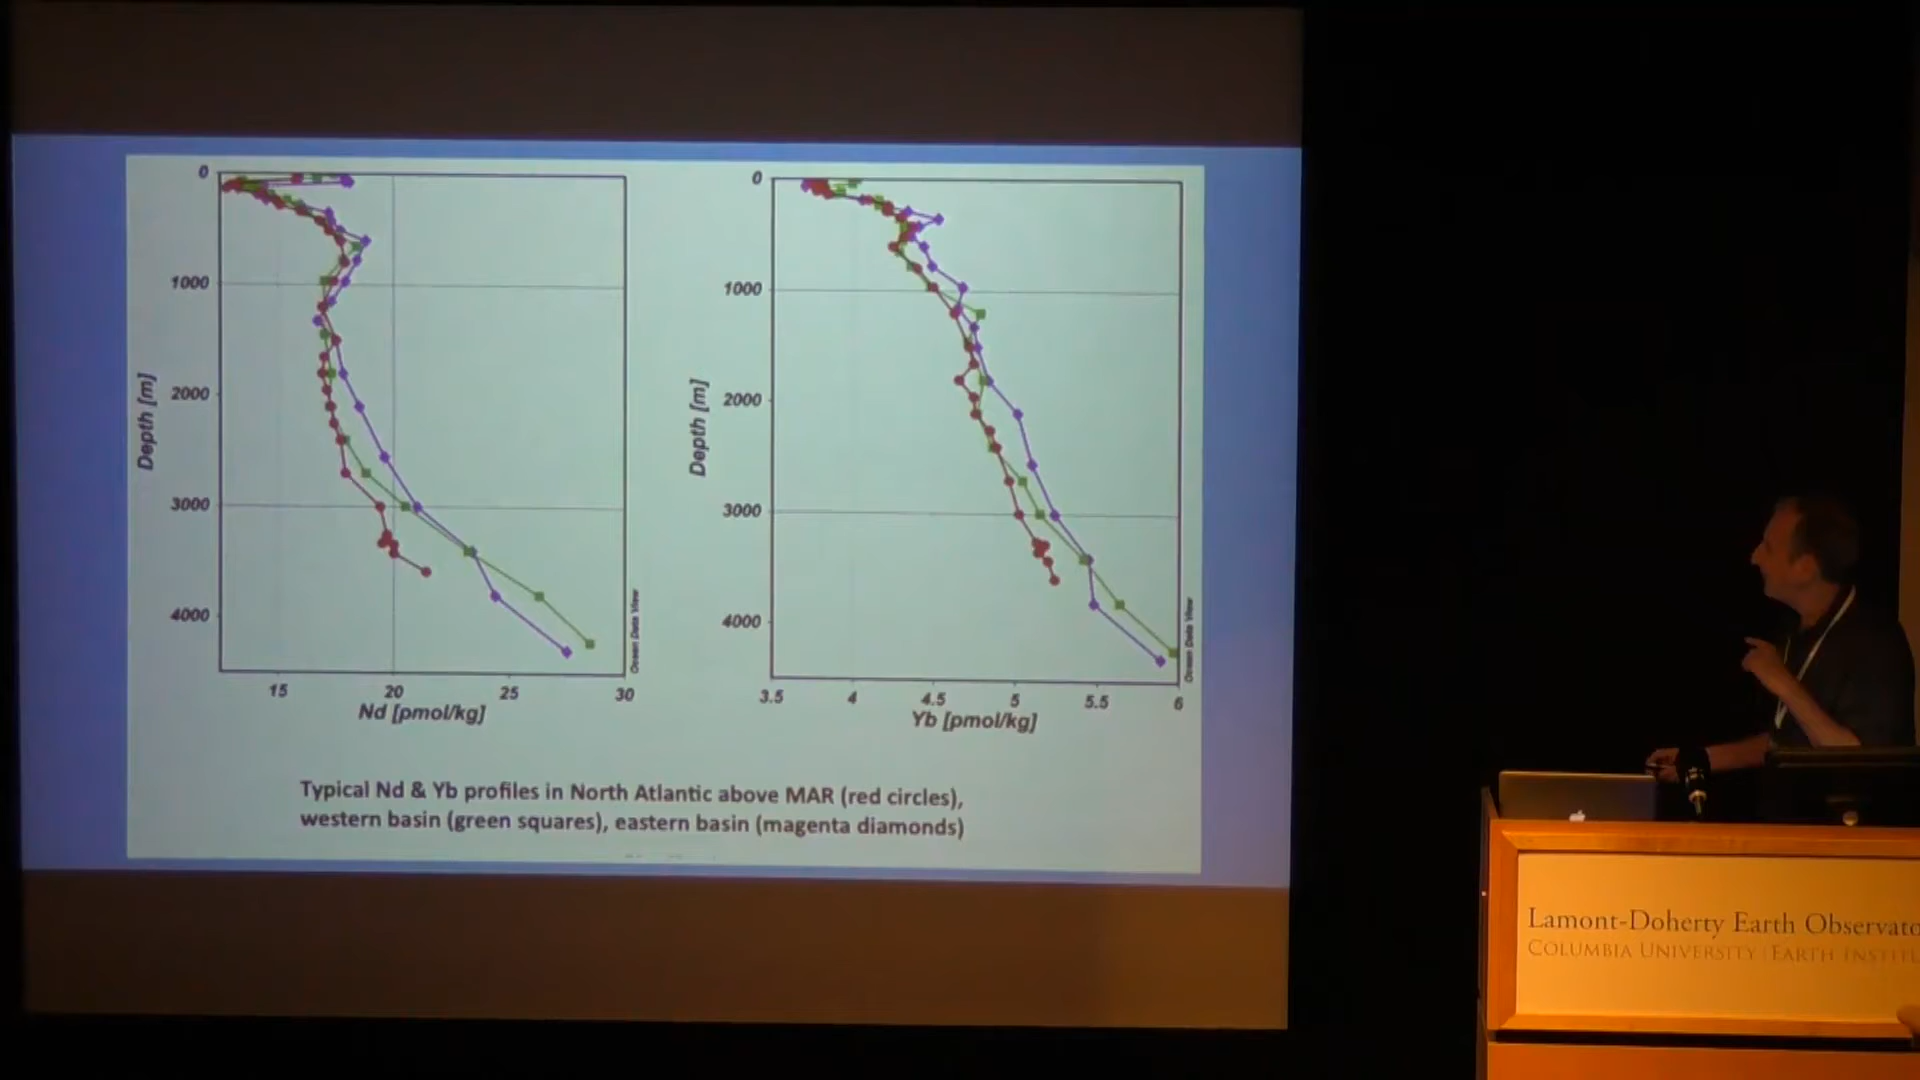 0
1000
2000
3000
4000
Depth [m]
15 20 25 30
Nd [pmol/kg]
Ocean Data View
0
1000
2000
3000
4000
Depth [m]
3.5 4 4.5 5 5.5 6
Yb [pmol/kg]
Ocean Data View
Typical Nd & Yb profiles in North Atlantic above MAR (red circles),
western basin (green squares), eastern basin (magenta diamonds)
Lamont-Doherty Earth Observato
COLUMBIA UNIVERSITY | EARTH INSTITU